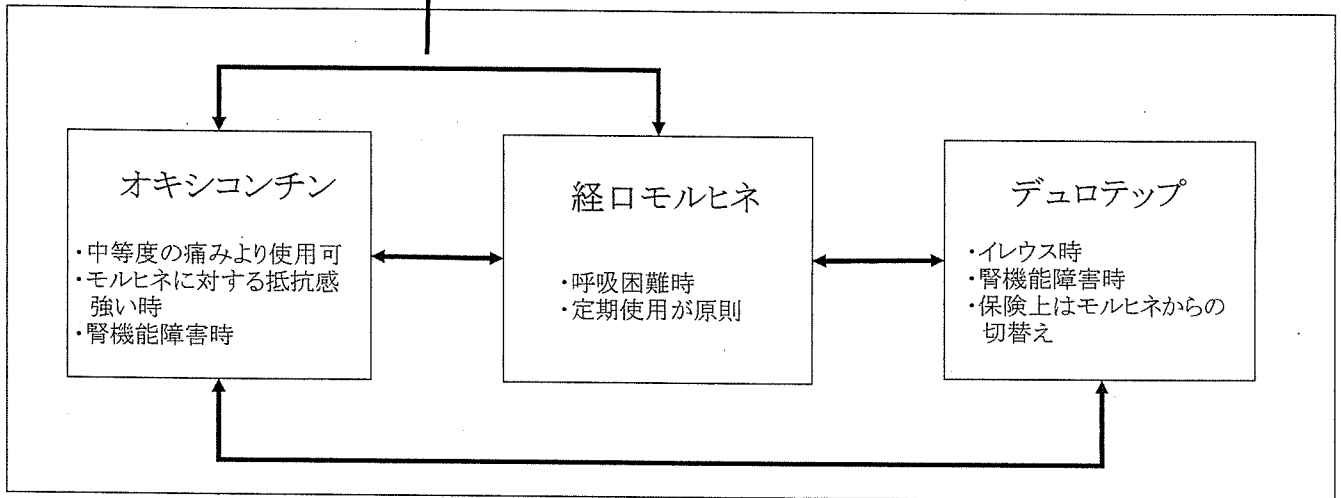 オキシコンチン
・中等度の痛みより使用可
・モルヒネに対する抵抗感
強い時
・腎機能障害時
経口モルヒネ
・呼吸困難時
・定期使用が原則
デュロテップ
・イレウス時
・腎機能障害時
・保険上はモルヒネからの
切替え